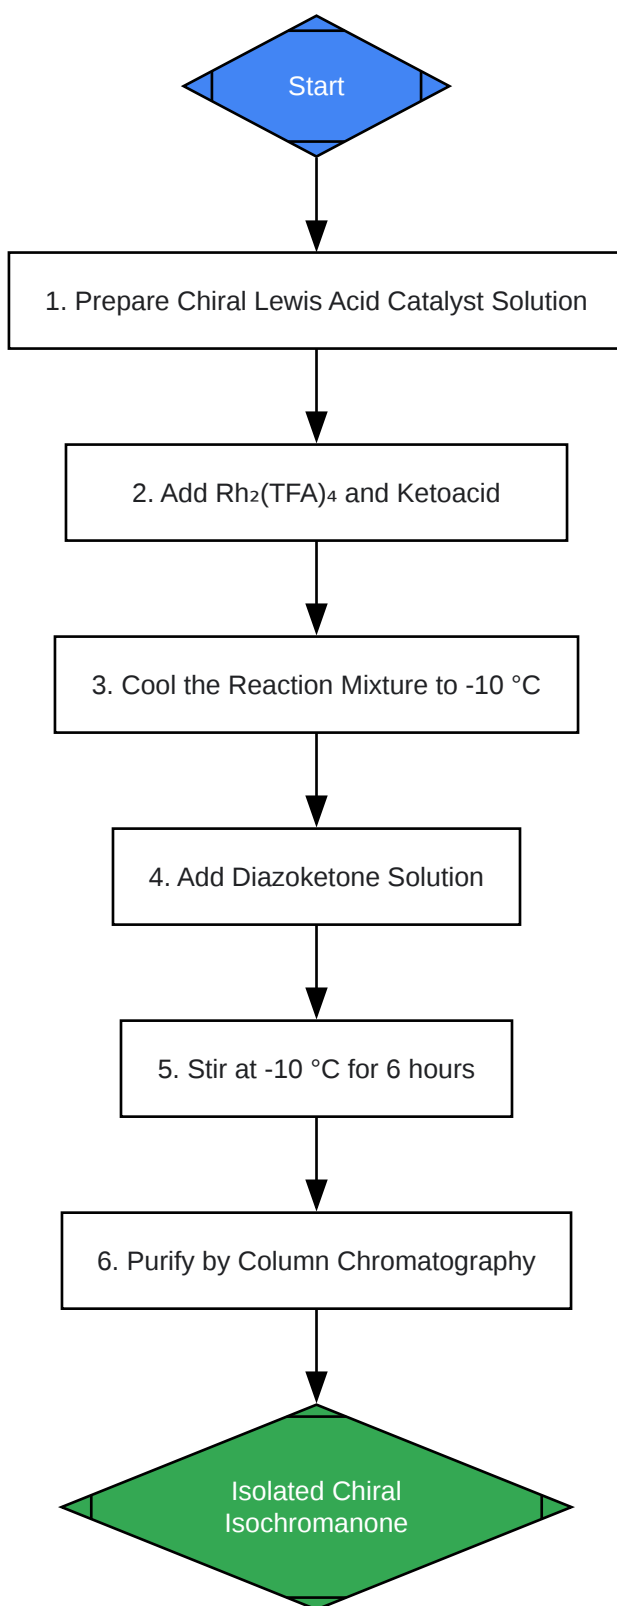 Start
1. Prepare Chiral Lewis Acid Catalyst Solution
2. Add Rh₂(TFA)₄ and Ketoacid
3. Cool the Reaction Mixture to -10 °C
4. Add Diazoketone Solution
5. Stir at -10 °C for 6 hours
6. Purify by Column Chromatography
Isolated Chiral
Isochromanone